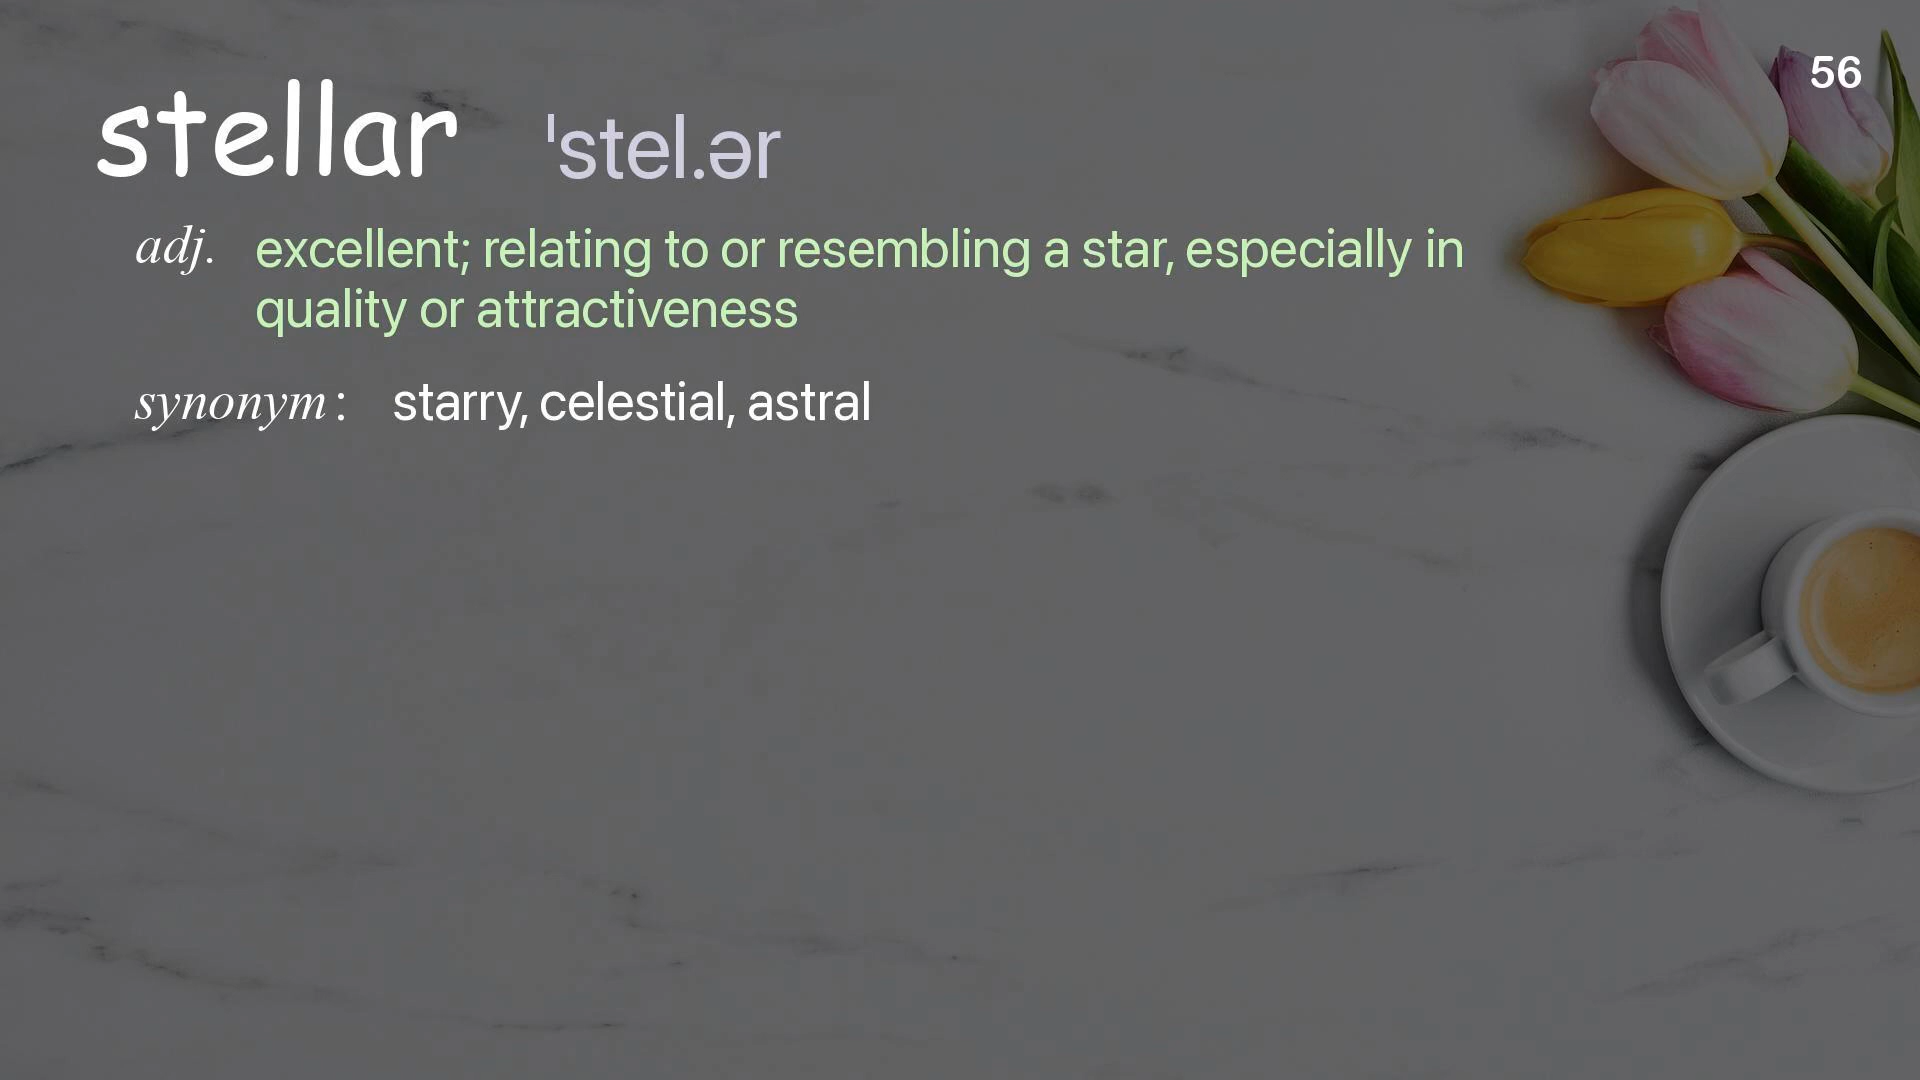 56
stellar ˈstel.ər
adj. excellent; relating to or resembling a star, especially in
quality or attractiveness
synonym: starry, celestial, astral